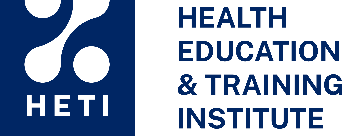 HETI
HEALTH
EDUCATION
& TRAINING
INSTITUTE